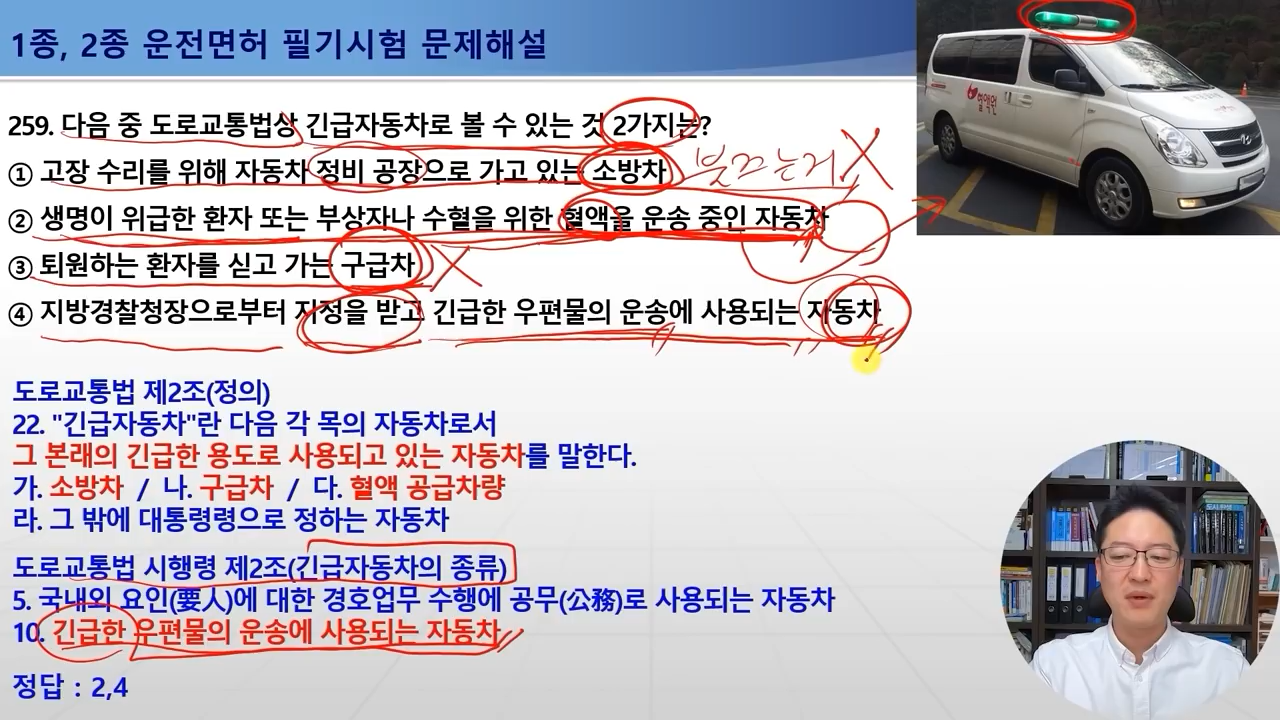 1종, 2종 운전면허 필기시험 문제해설
259. 다음 중 도로교통법상 긴급자동차로 볼 수 있는 것 2가지는?
① 고장 수리를 위해 자동차 정비 공장으로 가고 있는 소방차 붓끄는거 X
② 생명이 위급한 환자 또는 부상자나 수혈을 위한 혈액을 운송 중인 자동차
③ 퇴원하는 환자를 싣고 가는 구급차 X
④ 지방경찰청장으로부터 지정을 받고 긴급한 우편물의 운송에 사용되는 자동차
도로교통법 제2조(정의)
22. "긴급자동차"란 다음 각 목의 자동차로서
그 본래의 긴급한 용도로 사용되고 있는 자동차를 말한다.
가. 소방차 / 나. 구급차 / 다. 혈액 공급차량
라. 그 밖에 대통령령으로 정하는 자동차
도로교통법 시행령 제2조(긴급자동차의 종류)
5. 국내외 요인(要人)에 대한 경호업무 수행에 공무(公務)로 사용되는 자동차
10. 긴급한 우편물의 운송에 사용되는 자동차
정답 : 2,4
혈액원